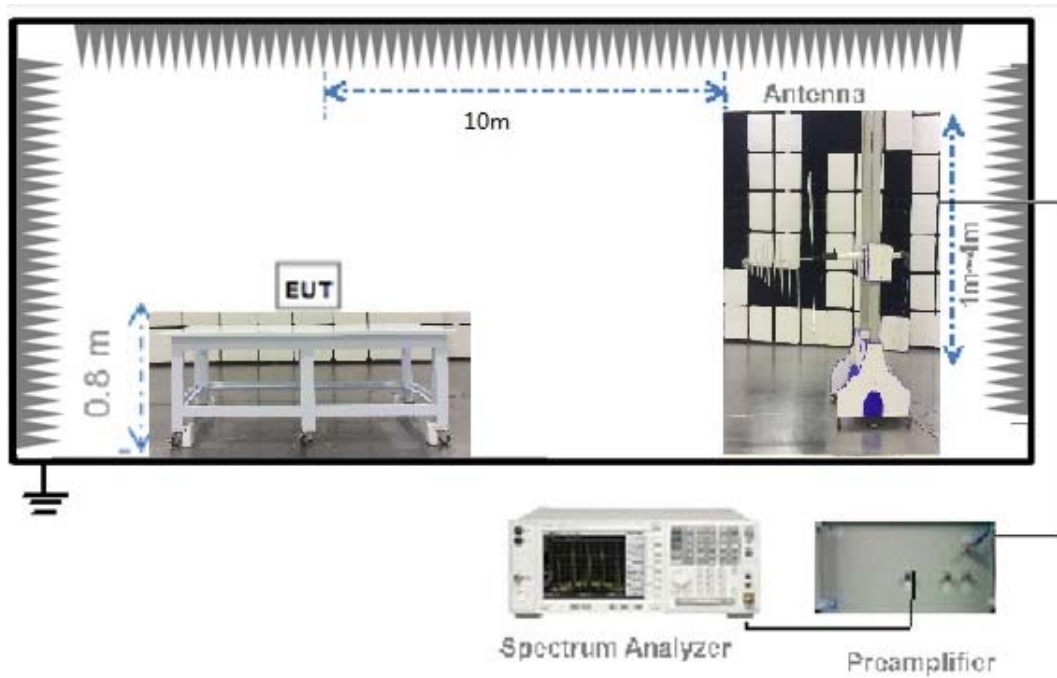 Antenna
10m
1m~4m
EUT
0.8 m
Spectrum Analyzer
Preamplifier